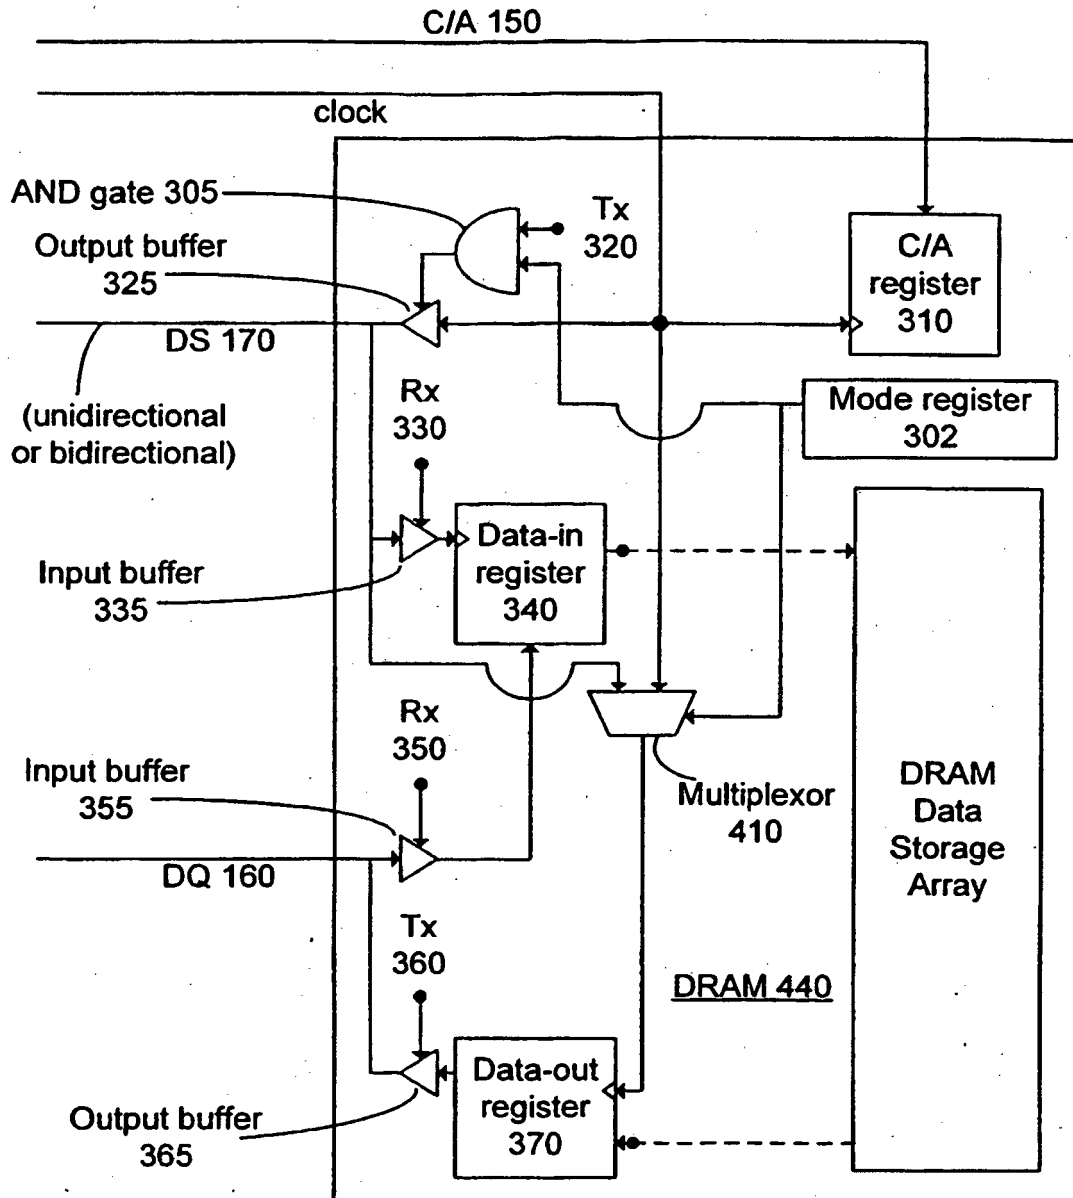 C/A 150
clock
AND gate 305
Tx
320
Output buffer
325
C/A
register
310
DS 170
(unidirectional
or bidirectional)
Rx
330
Mode register
302
Data-in
register
340
Input buffer
335
Rx
350
Input buffer
355
Multiplexor
410
DRAM
Data
Storage
Array
DQ 160
Tx
360
DRAM 440
Data-out
register
370
Output buffer
365